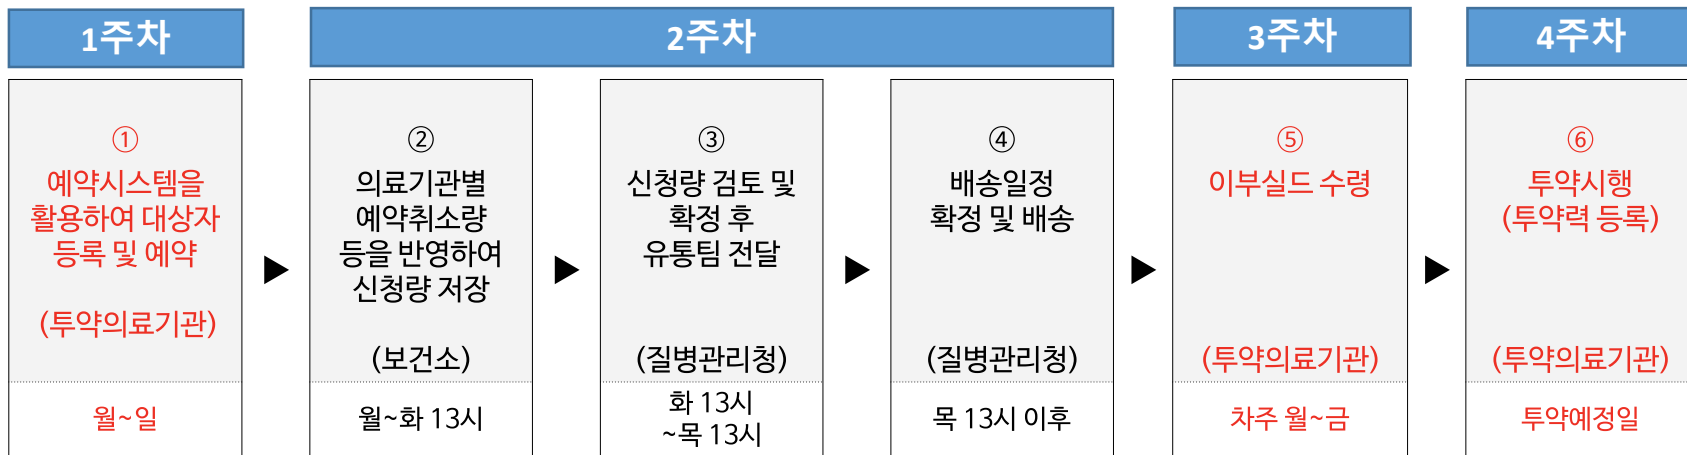 1주차
2주차
3주차
4주차
①
예약시스템을
활용하여 대상자
등록 및 예약
(투약의료기관)
월~일
▶
②
의료기관별
예약취소량
등을 반영하여
신청량 저장
(보건소)
월~화 13시
▶
③
신청량 검토 및
확정 후
유통팀 전달
(질병관리청)
화 13시
~목 13시
▶
④
배송일정
확정 및 배송
(질병관리청)
목 13시 이후
▶
⑤
이부실드 수령
(투약의료기관)
차주 월~금
▶
⑥
투약시행
(투약력 등록)
(투약의료기관)
투약예정일